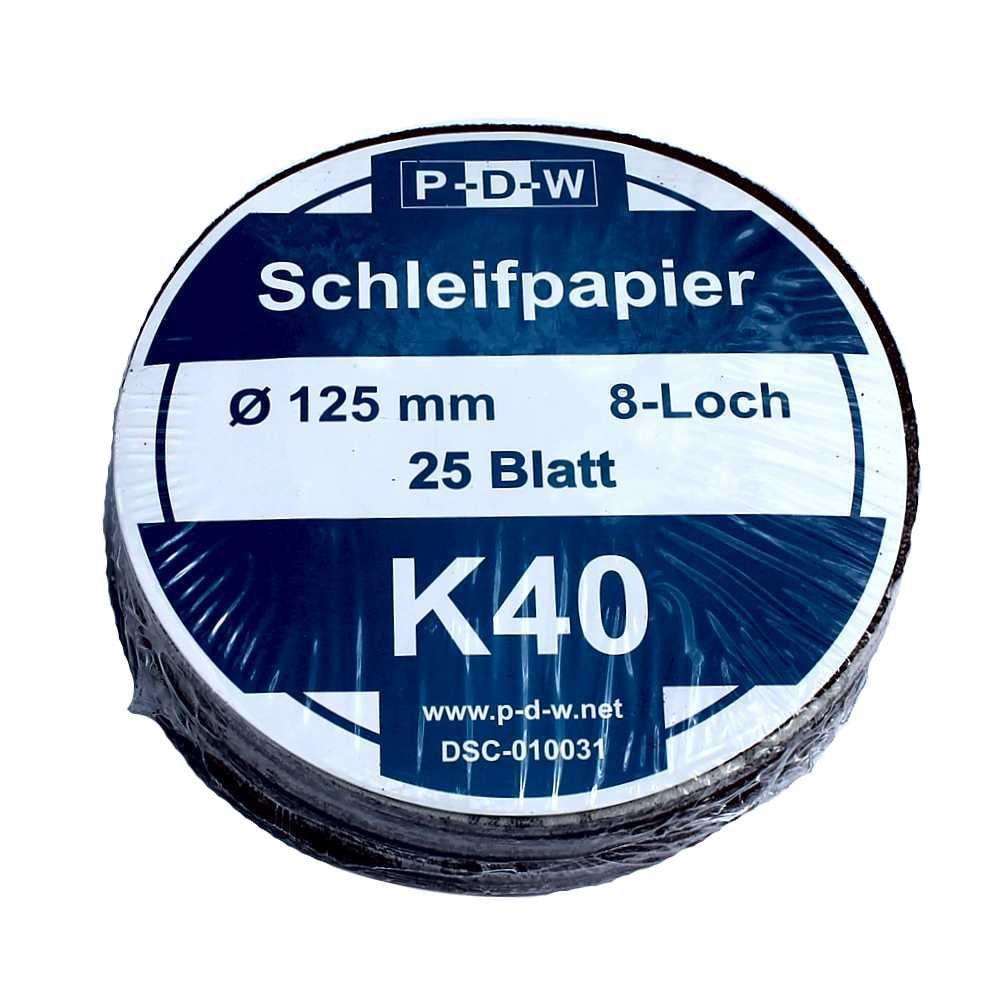 P-D-W
Schleifpapier
Ø 125 mm 8-Loch
25 Blatt
K40
www.p-d-w.net
DSC-010031